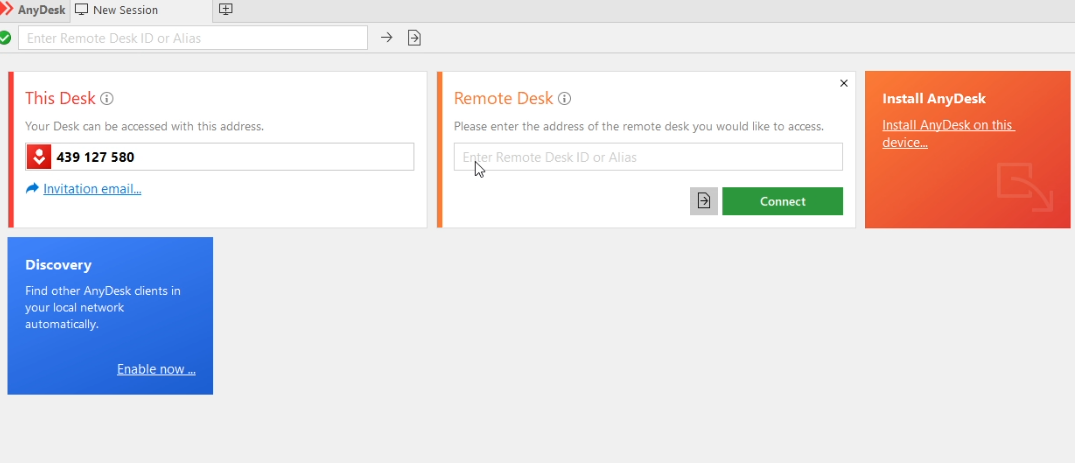 AnyDesk
New Session
Enter Remote Desk ID or Alias
This Desk
Your Desk can be accessed with this address.
439 127 580
Invitation email...
Remote Desk
Please enter the address of the remote desk you would like to access.
Enter Remote Desk ID or Alias
Connect
Install AnyDesk
Install AnyDesk on this
device...
Discovery
Find other AnyDesk clients in
your local network
automatically.
Enable now ...